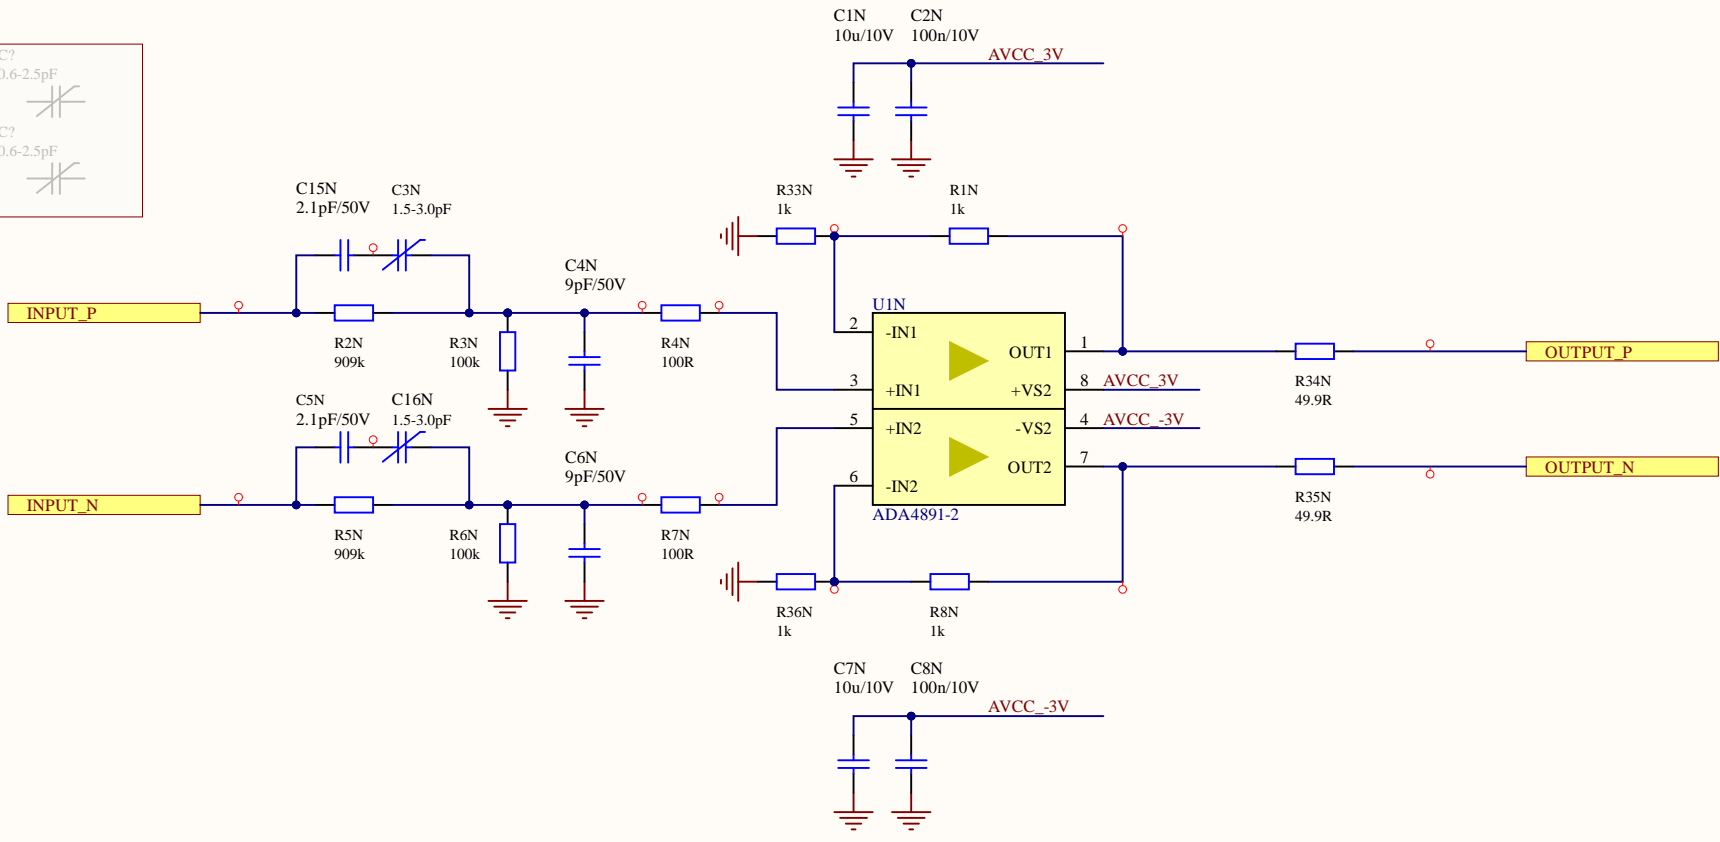 C1N
10u/10V
C2N
100n/10V
AVCC_3V
C?
0.6-2.5pF
C?
0.6-2.5pF
C15N
2.1pF/50V
C3N
1.5-3.0pF
R33N
1k
R1N
1k
C4N
9pF/50V
INPUT_P
R2N
909k
R3N
100k
R4N
100R
U1N
2
-IN1
3
+IN1
5
+IN2
6
-IN2
OUT1
1
+VS2
8
AVCC_3V
-VS2
4
AVCC_-3V
OUT2
7
ADA4891-2
R34N
49.9R
OUTPUT_P
OUTPUT_N
R35N
49.9R
C5N
2.1pF/50V
C16N
1.5-3.0pF
C6N
9pF/50V
INPUT_N
R5N
909k
R6N
100k
R7N
100R
R36N
1k
R8N
1k
C7N
10u/10V
C8N
100n/10V
AVCC_-3V